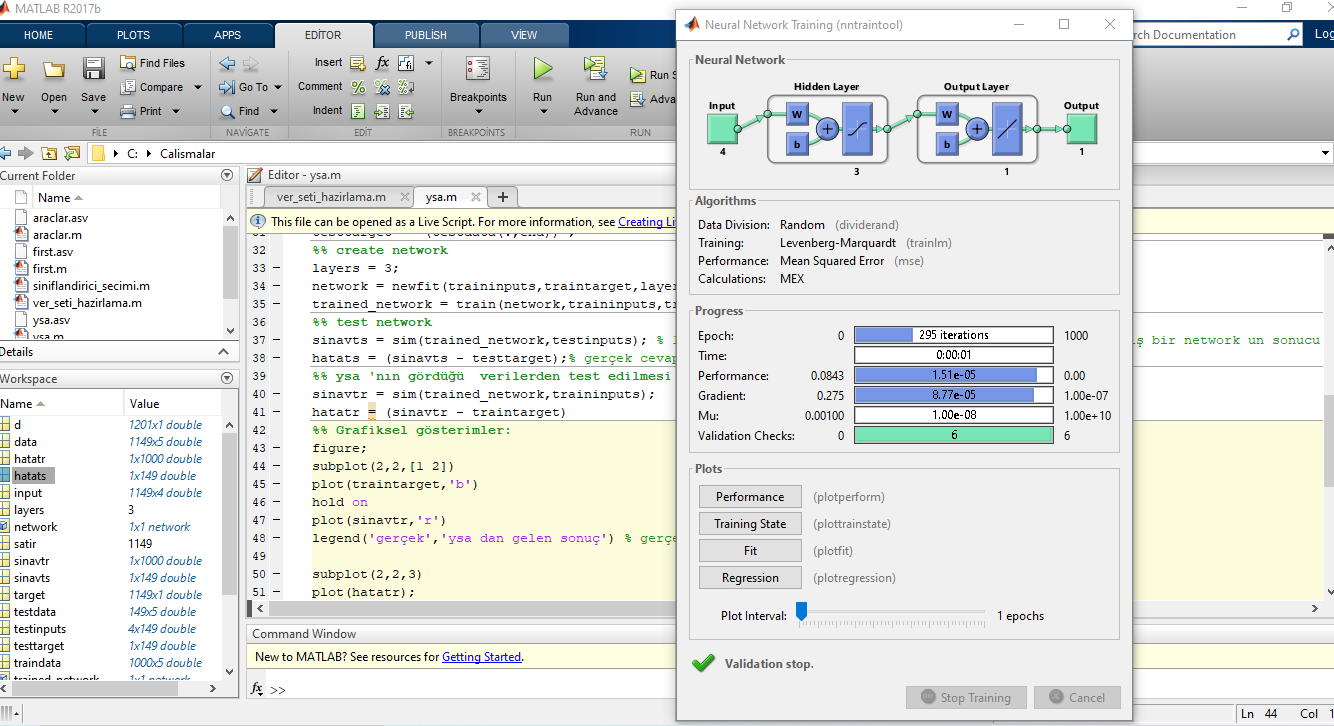 MATLAB R2017b
HOME PLOTS APPS EDITOR PUBLISH VIEW
Search Documentation
New Open Save
Find Files
Compare
Print
FILE
Go To
Find
NAVIGATE
Insert fx
Comment
Indent
EDIT
Breakpoints
BREAKPOINTS
Run
Run and Advance
RUN
C: Calismalar
Current Folder
Name
araclar.asv
araclar.m
first.asv
first.m
siniflandirici_secimi.m
ver_seti_hazirlama.m
ysa.asv
ysa.m
Details
Workspace
Name Value
d 1201x1 double
data 1149x5 double
hatatr 1x1000 double
hatats 1x149 double
input 1149x4 double
layers 3
network 1x1 network
satir 1149
sinavtr 1x1000 double
sinavts 1x149 double
target 1149x1 double
testdata 149x5 double
testinputs 4x149 double
testtarget 1x149 double
traindata 1000x5 double
trained_network 1x1 network
Editor - ysa.m
ver_seti_hazirlama.m ysa.m
This file can be opened as a Live Script. For more information, see Creating Li
32 %% create network
33 – layers = 3;
34 – network = newfit(traininputs,traintarget,laye
35 – trained_network = train(network,traininputs,t
36 %% test network
37 – sinavts = sim(trained_network,testinputs); %
ş bir network un sonucu
38 – hatats = (sinavts - testtarget);% gerçek cevap
39 %% ysa 'nın gördüğü verilerden test edilmesi
40 – sinavtr = sim(trained_network,traininputs);
41 – hatatr = (sinavtr - traintarget)
42 %% Grafiksel gösterimler:
43 – figure;
44 – subplot(2,2,[1 2])
45 – plot(traintarget,'b')
46 – hold on
47 – plot(sinavtr,'r')
48 – legend('gerçek','ysa dan gelen sonuç') % gerçe
49
50 – subplot(2,2,3)
51 – plot(hatatr);
Command Window
New to MATLAB? See resources for Getting Started.
fx >>
Ln 44 Col 1
Neural Network Training (nntraintool)
Neural Network
Hidden Layer Output Layer
Input Output
W W
b b
4 3 1 1
Algorithms
Data Division: Random (dividerand)
Training: Levenberg-Marquardt (trainlm)
Performance: Mean Squared Error (mse)
Calculations: MEX
Progress
Epoch: 0 295 iterations 1000
Time: 0:00:01
Performance: 0.0843 1.51e-05 0.00
Gradient: 0.275 8.77e-05 1.00e-07
Mu: 0.00100 1.00e-08 1.00e+10
Validation Checks: 0 6 6
Plots
Performance (plotperform)
Training State (plottrainstate)
Fit (plotfit)
Regression (plotregression)
Plot Interval: 1 epochs
Validation stop.
Stop Training Cancel